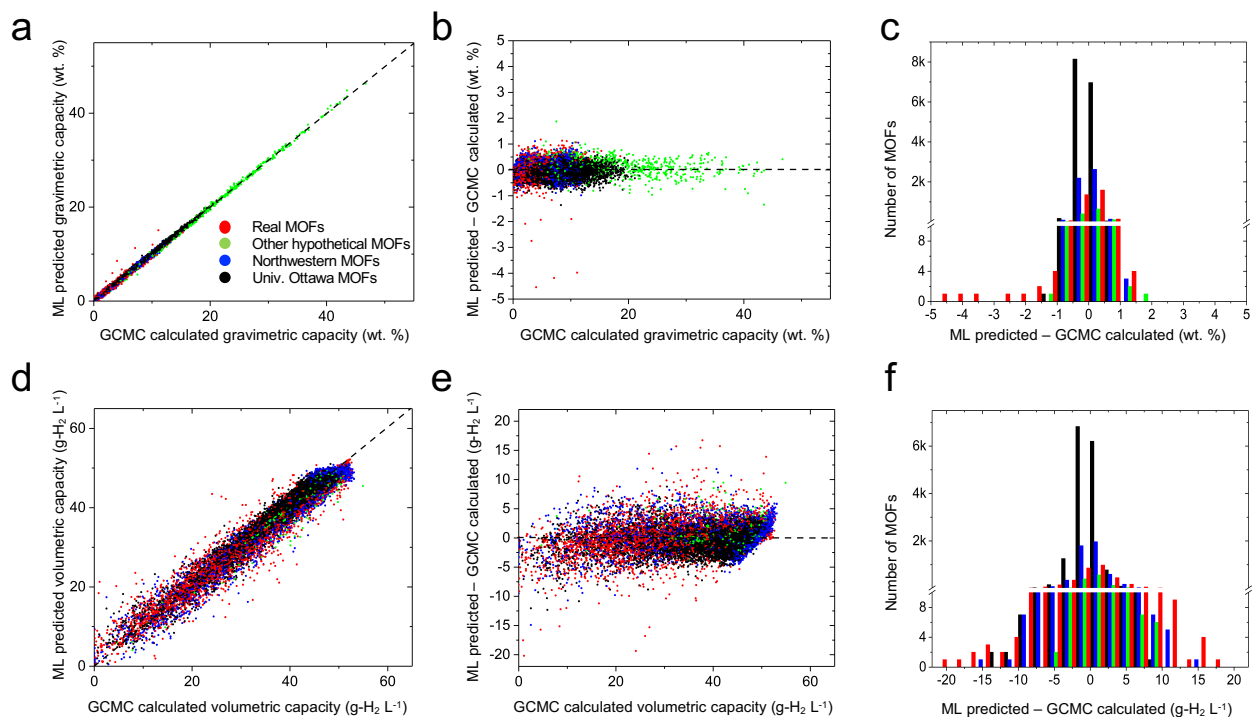 a
ML predicted gravimetric capacity (wt. %)
40
20
0
0
20
40
GCMC calculated gravimetric capacity (wt. %)
Real MOFs
Other hypothetical MOFs
Northwestern MOFs
Univ. Ottawa MOFs
b
ML predicted – GCMC calculated (wt. %)
5
4
3
2
1
0
-1
-2
-3
-4
-5
0
20
40
GCMC calculated gravimetric capacity (wt. %)
c
Number of MOFs
8k
6k
2k
8
4
0
-5
-4
-3
-2
-1
0
1
2
3
4
5
ML predicted – GCMC calculated (wt. %)
d
ML predicted volumetric capacity (g-H₂ L⁻¹)
60
40
20
0
0
20
40
60
GCMC calculated volumetric capacity (g-H₂ L⁻¹)
e
ML predicted – GCMC calculated (g-H₂ L⁻¹)
20
15
10
5
0
-5
-10
-15
-20
0
20
40
60
GCMC calculated volumetric capacity (g-H₂ L⁻¹)
f
Number of MOFs
6k
2k
8
4
2
0
-20
-15
-10
-5
0
5
10
15
20
ML predicted – GCMC calculated (g-H₂ L⁻¹)